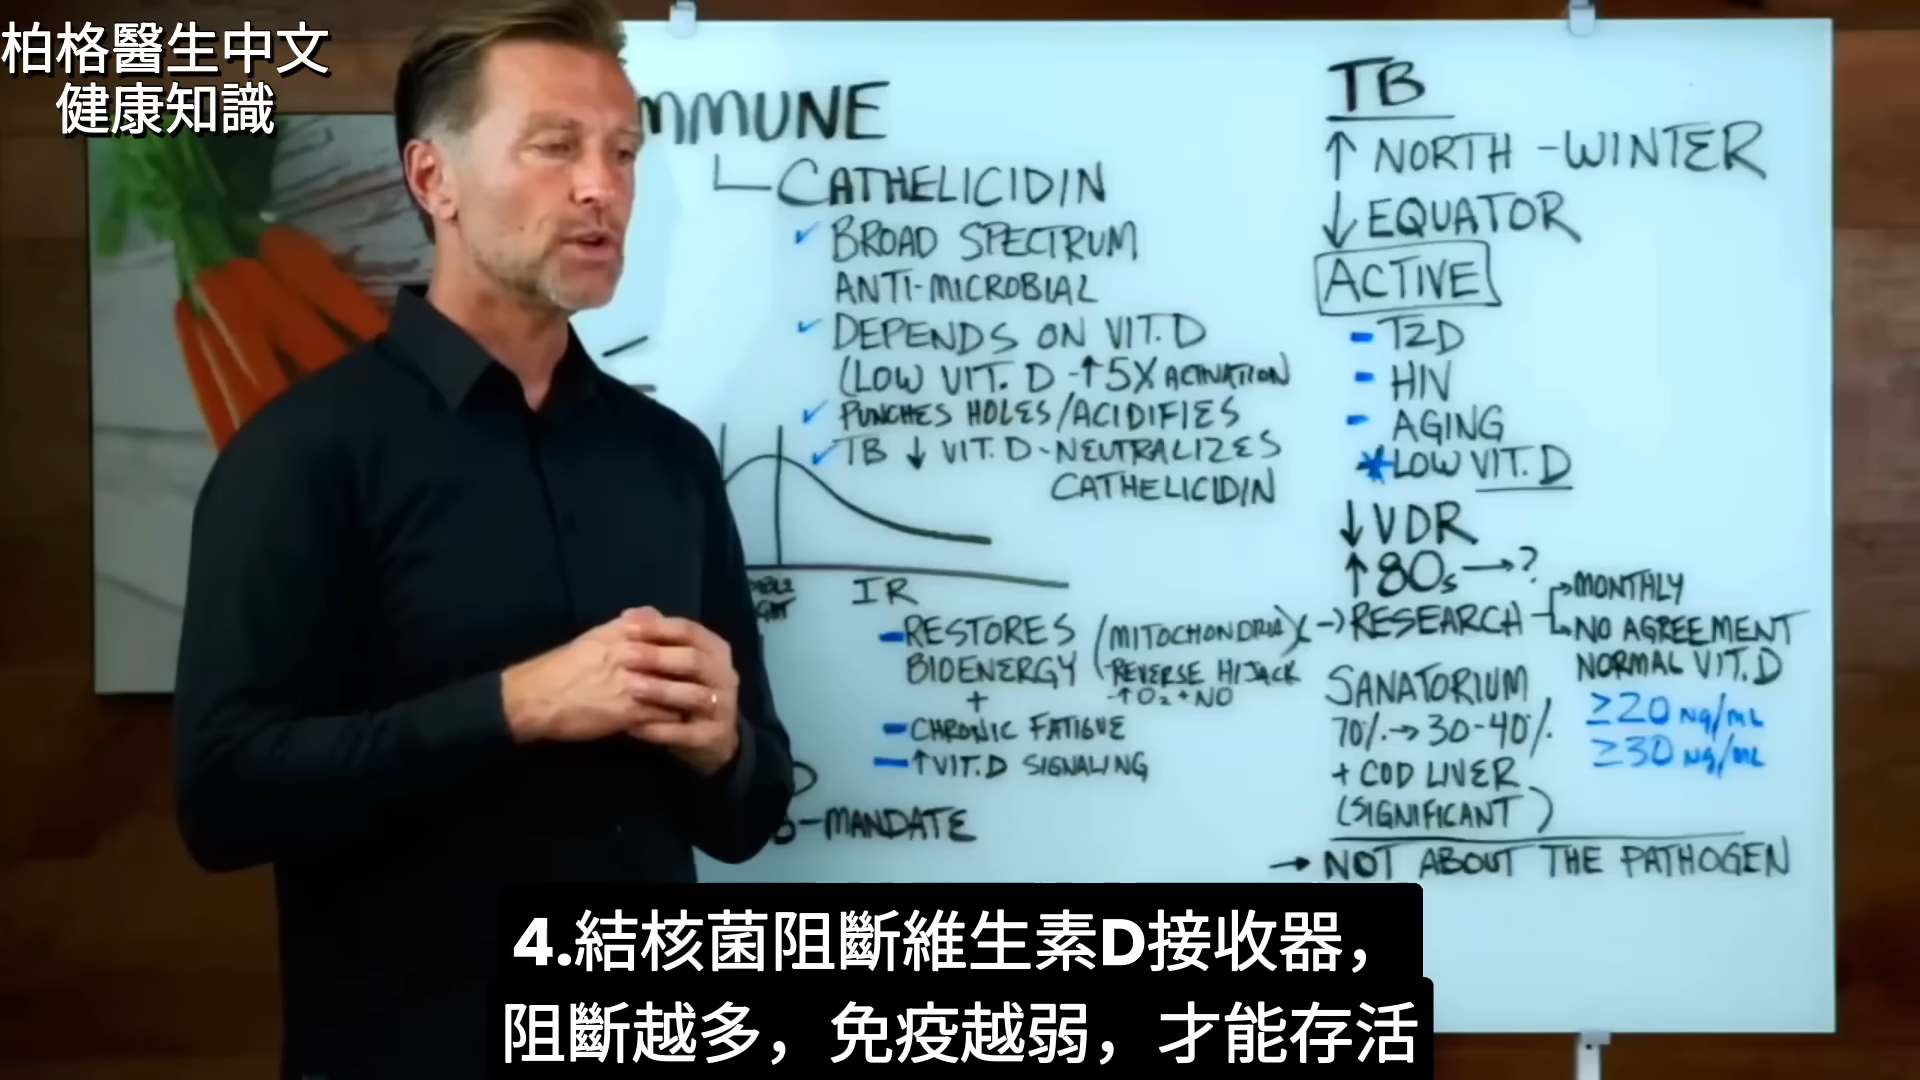 柏格醫生中文
健康知識
MMUNE
CATHELICIDIN
✓ BROAD SPECTRUM
ANTI-MICROBIAL
✓ DEPENDS ON VIT. D
(LOW VIT. D -↑5X ACTIVATION
✓ PUNCHES HOLES/ACIDIFIES
✓ TB ↓ VIT. D-NEUTRALIZES
CATHELICIDIN
IR
-RESTORES (MITOCHONDRIA)
BIOENERGY -REVERSE HIJACK
+ -↑O₂+NO
-CHRONIC FATIGUE
-↑VIT.D SIGNALING
-MANDATE
TB
↑ NORTH -WINTER
↓ EQUATOR
ACTIVE
- T2D
- HIV
- AGING
*LOW VIT. D
↓ VDR
↑ 80s →?
→MONTHLY
→RESEARCH
NO AGREEMENT
NORMAL VIT. D
≥20 ng/mL
≥30 ng/mL
SANATORIUM
70%→30-40%
+ COD LIVER
(SIGNIFICANT)
→ NOT ABOUT THE PATHOGEN
4.結核菌阻斷維生素D接收器，
阻斷越多，免疫越弱，才能存活